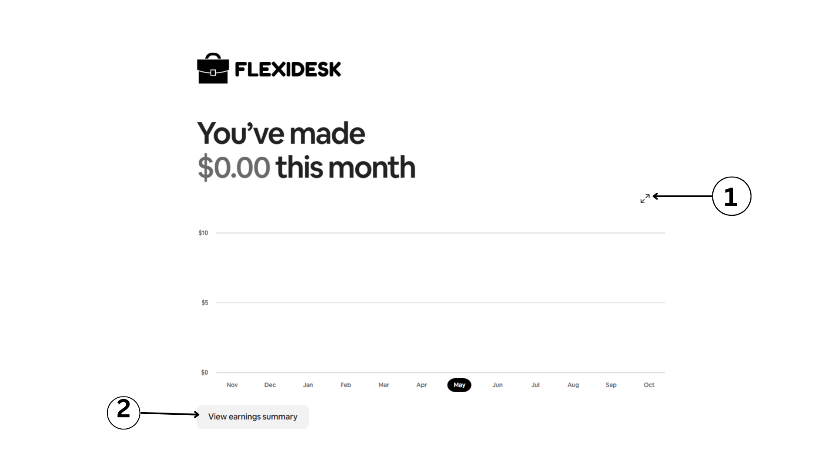 FLEXIDESK
You've made
$0.00 this month
1
$10
$5
$0
Nov Dec Jan Feb Mar Apr May Jun Jul Aug Sep Oct
2
View earnings summary